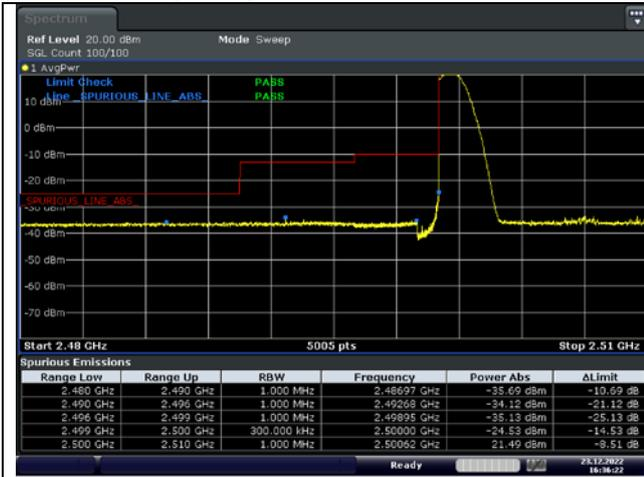 Spectrum
Ref Level 20.00 dBm Mode Sweep
SGL Count 100/100
1 AvgPwr
Limit Check PASS
Line _SPURIOUS_LINE_ABS_ PASS
10 dBm
0 dBm
-10 dBm
-20 dBm
_SPURIOUS_LINE_ABS_
-30 dBm
-40 dBm
-60 dBm
-70 dBm
Start 2.48 GHz 5005 pts Stop 2.51 GHz
Spurious Emissions
Range Low Range Up RBW Frequency Power Abs ΔLimit
2.480 GHz 2.490 GHz 1.000 MHz 2.48697 GHz -35.69 dBm -10.69 dB
2.490 GHz 2.496 GHz 1.000 MHz 2.49268 GHz -34.12 dBm -21.12 dB
2.496 GHz 2.499 GHz 1.000 MHz 2.49895 GHz -35.13 dBm -25.13 dB
2.499 GHz 2.500 GHz 300.000 kHz 2.50000 GHz -24.53 dBm -14.53 dB
2.500 GHz 2.510 GHz 1.000 MHz 2.50062 GHz 21.49 dBm -8.51 dB
Ready 23.12.2022
16:36:22